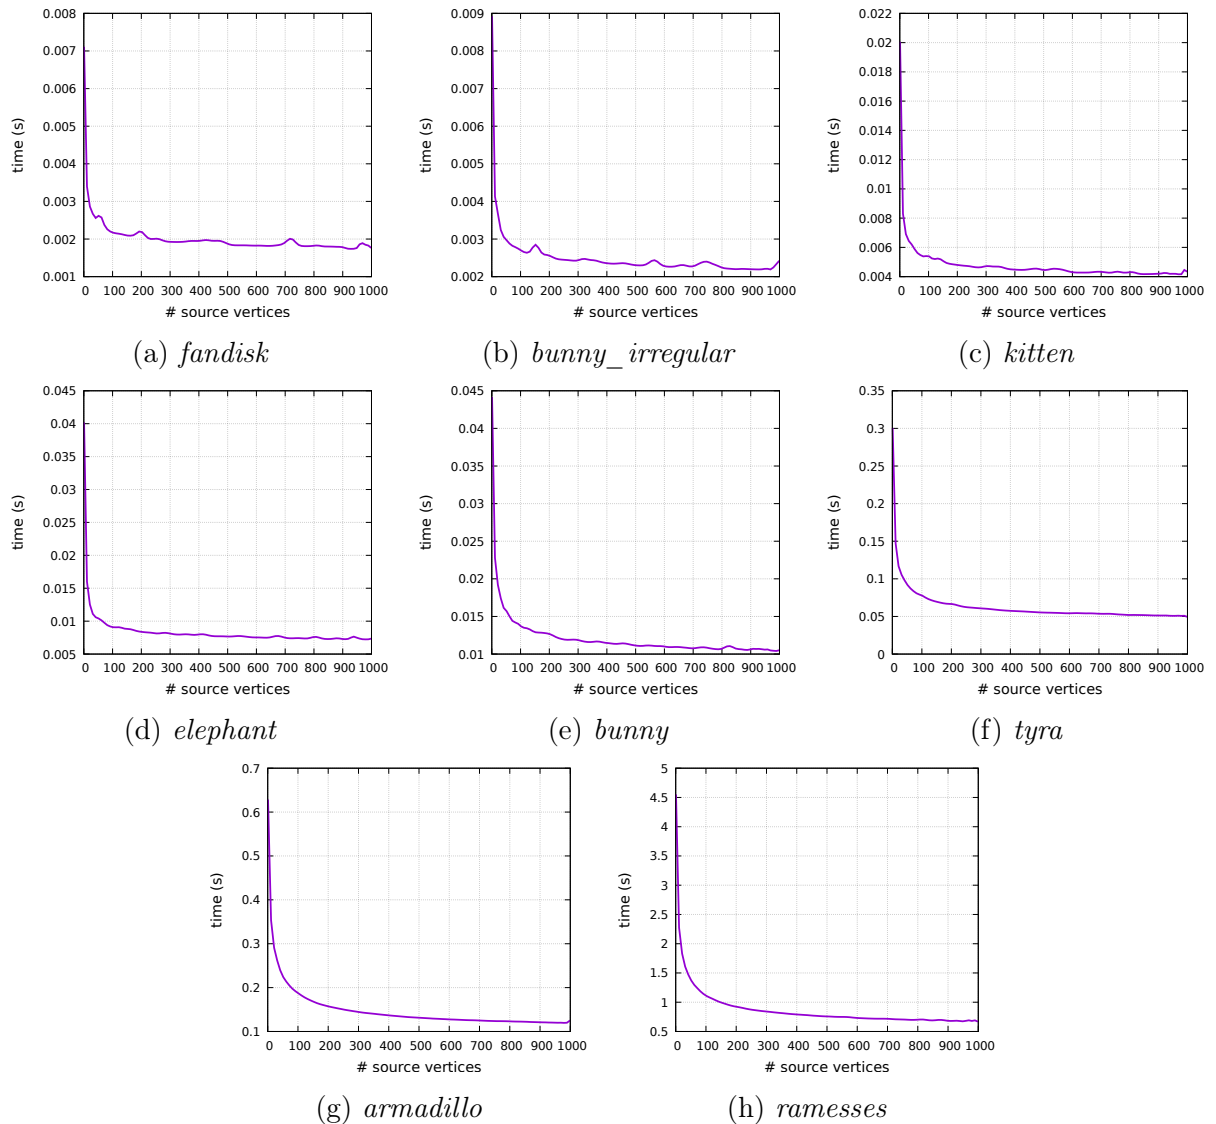 0.008
0.007
0.006
0.005
0.004
0.003
0.002
0.001
time (s)
0 100 200 300 400 500 600 700 800 900 1000
# source vertices
(a) fandisk
0.009
0.008
0.007
0.006
0.005
0.004
0.003
0.002
time (s)
0 100 200 300 400 500 600 700 800 900 1000
# source vertices
(b) bunny_irregular
0.022
0.02
0.018
0.016
0.014
0.012
0.01
0.008
0.006
0.004
time (s)
0 100 200 300 400 500 600 700 800 900 1000
# source vertices
(c) kitten
0.045
0.04
0.035
0.03
0.025
0.02
0.015
0.01
0.005
time (s)
0 100 200 300 400 500 600 700 800 900 1000
# source vertices
(d) elephant
0.045
0.04
0.035
0.03
0.025
0.02
0.015
0.01
time (s)
0 100 200 300 400 500 600 700 800 900 1000
# source vertices
(e) bunny
0.35
0.3
0.25
0.2
0.15
0.1
0.05
0
time (s)
0 100 200 300 400 500 600 700 800 900 1000
# source vertices
(f) tyra
0.7
0.6
0.5
0.4
0.3
0.2
0.1
time (s)
0 100 200 300 400 500 600 700 800 900 1000
# source vertices
(g) armadillo
5
4.5
4
3.5
3
2.5
2
1.5
1
0.5
time (s)
0 100 200 300 400 500 600 700 800 900 1000
# source vertices
(h) ramesses